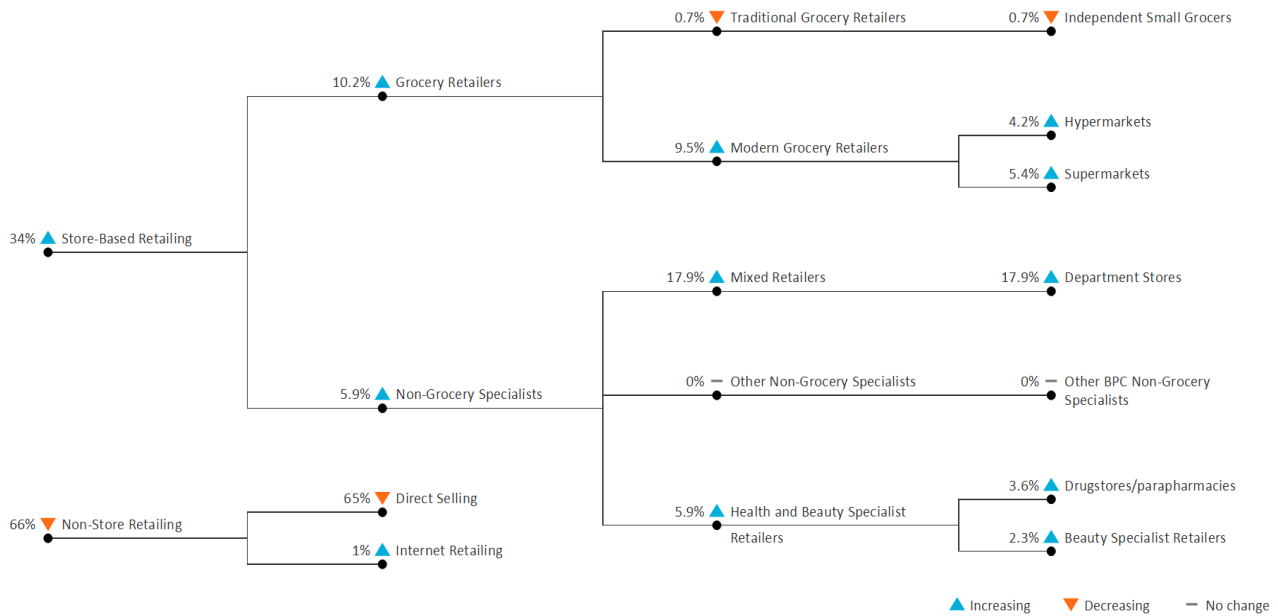 0.7% Traditional Grocery Retailers
0.7% Independent Small Grocers
10.2% Grocery Retailers
4.2% Hypermarkets
9.5% Modern Grocery Retailers
5.4% Supermarkets
34% Store-Based Retailing
17.9% Mixed Retailers
17.9% Department Stores
0% Other Non-Grocery Specialists
0% Other BPC Non-Grocery
Specialists
5.9% Non-Grocery Specialists
3.6% Drugstores/parapharmacies
65% Direct Selling
5.9% Health and Beauty Specialist
Retailers
66% Non-Store Retailing
2.3% Beauty Specialist Retailers
1% Internet Retailing
Increasing
Decreasing
No change